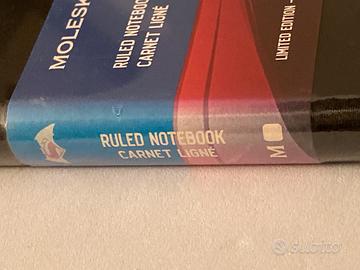 MOLESK
RULED NOTEBOOK
CARNET LIGNÉ
LIMITED EDITION –
RULED NOTEBOOK
CARNET LIGNÉ
M
SUBITO